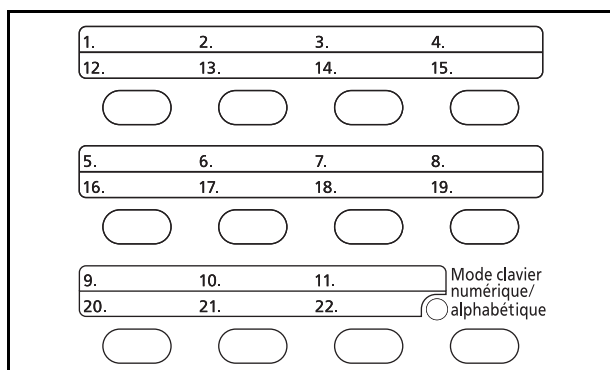 1. 2. 3. 4.
12. 13. 14. 15.
5. 6. 7. 8.
16. 17. 18. 19.
9. 10. 11.
20. 21. 22.
Mode clavier
numérique/
alphabétique